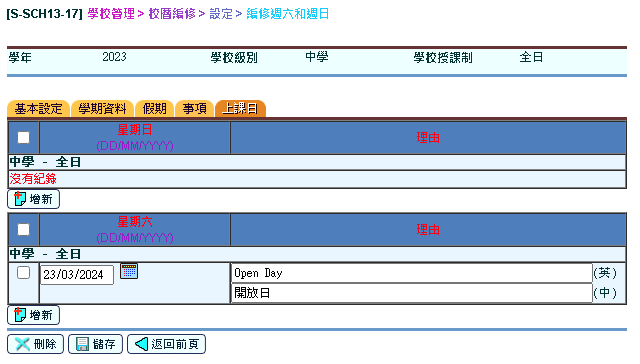 [S-SCH13-17] 學校管理 > 校曆編修 > 設定 > 編修週六和週日
學年 2023 學校級別 中學 學校授課制 全日
基本設定 學期資料 假期 事項 上課日
星期日 理由
(DD/MM/YYYY)
中學 - 全日
沒有紀錄
增新
星期六 理由
(DD/MM/YYYY)
中學 - 全日
23/03/2024 Open Day (英)
開放日 (中)
增新
刪除 儲存 返回前頁